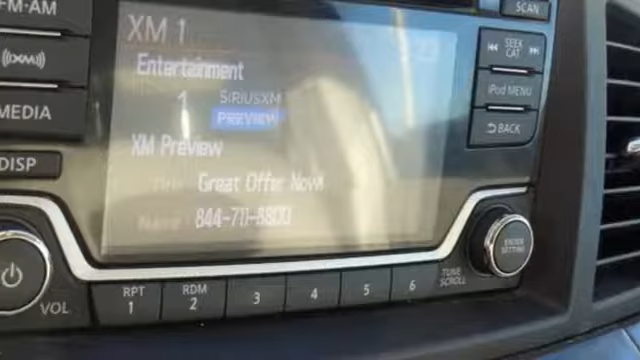 FM·AM
SCAN
XM 1
SEEK
CAT
Entertainment
((XM))
1 SIRIUSXM
iPod MENU
PREVIEW
MEDIA
BACK
XM Preview
DISP
Great Offer Now!
844-711-8800
ENTER
SETTING
VOL
RPT
1
RDM
2
3
4
5
6
TUNE
SCROLL